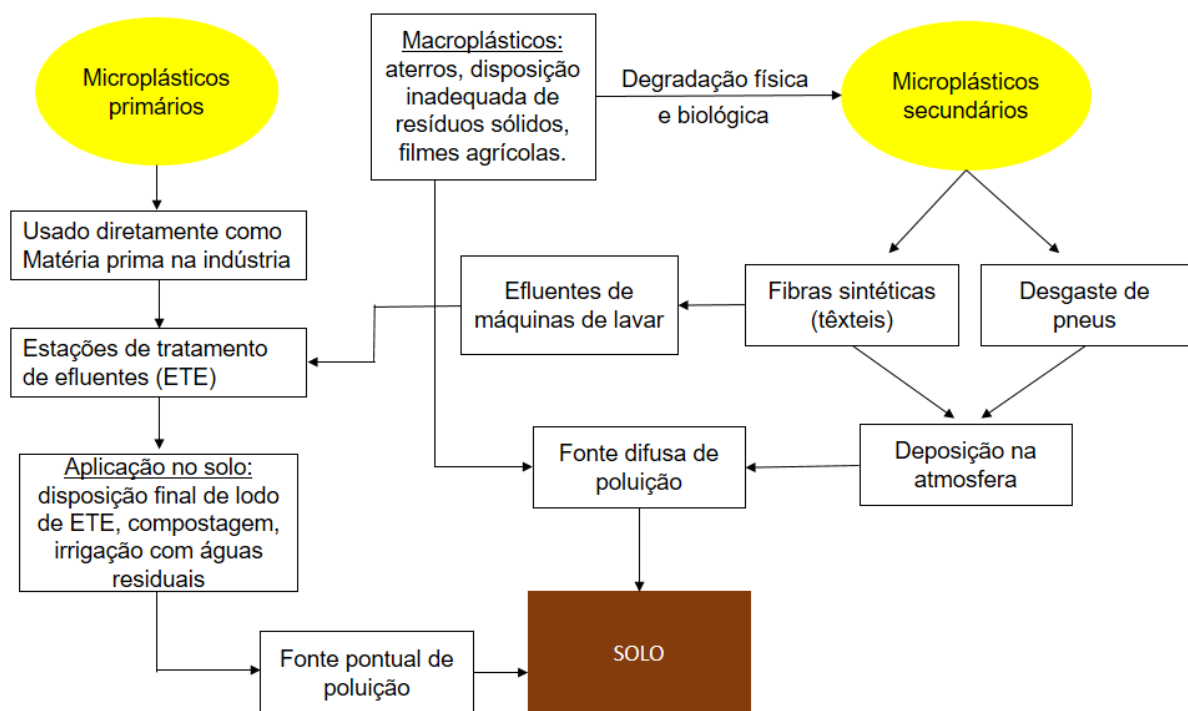 Microplásticos
primários
Macroplásticos:
aterros, disposição
inadequada de
resíduos sólidos,
filmes agrícolas.
Degradação física
e biológica
Microplásticos
secundários
Usado diretamente como
Matéria prima na indústria
Efluentes de
máquinas de lavar
Fibras sintéticas
(têxteis)
Desgaste de
pneus
Estações de tratamento
de efluentes (ETE)
Aplicação no solo:
disposição final de lodo
de ETE, compostagem,
irrigação com águas
residuais
Fonte difusa de
poluição
Deposição na
atmosfera
Fonte pontual de
poluição
SOLO